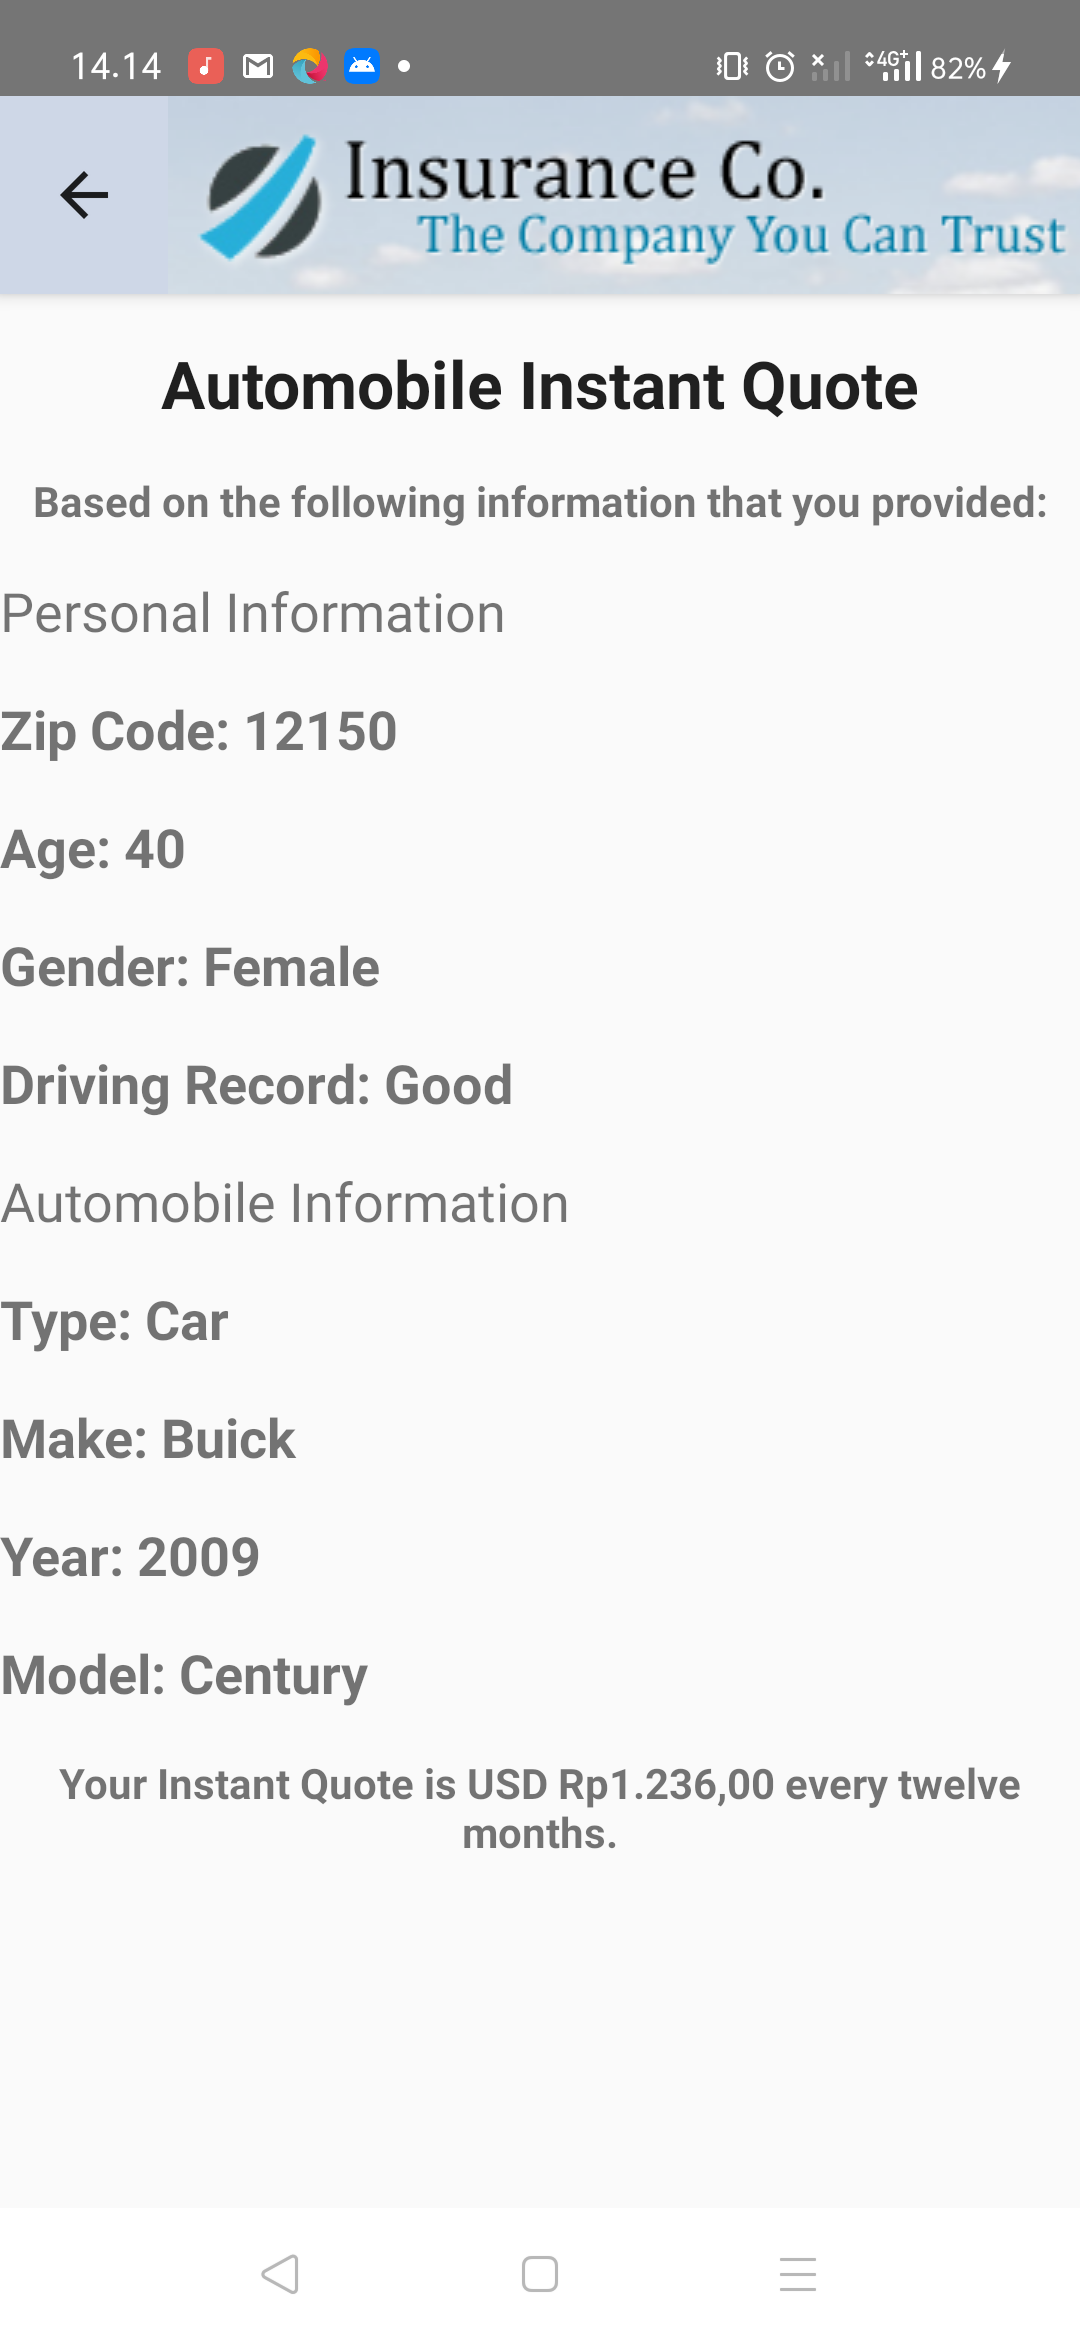 14.14
4G+
82%
Insurance Co.
The Company You Can Trust
Automobile Instant Quote
Based on the following information that you provided:
Personal Information
Zip Code: 12150
Age: 40
Gender: Female
Driving Record: Good
Automobile Information
Type: Car
Make: Buick
Year: 2009
Model: Century
Your Instant Quote is USD Rp1.236,00 every twelve
months.